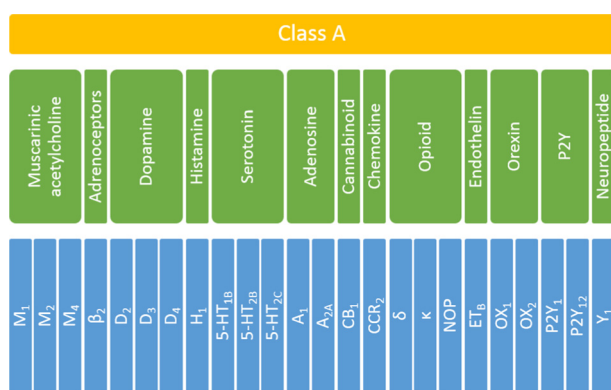 Class A
Muscarinic
acetylcholine
Adrenoceptors
Dopamine
Histamine
Serotonin
Adenosine
Cannabinoid
Chemokine
Opioid
Endothelin
Orexin
P2Y
Neuropeptide
M₁
M₂
M₄
β₂
D₂
D₃
D₄
H₁
5-HT₁B
5-HT₂B
5-HT₂C
A₁
A₂A
CB₁
CCR₂
δ
κ
NOP
ET_B
OX₁
OX₂
P2Y₁
P2Y₁₂
Y₁